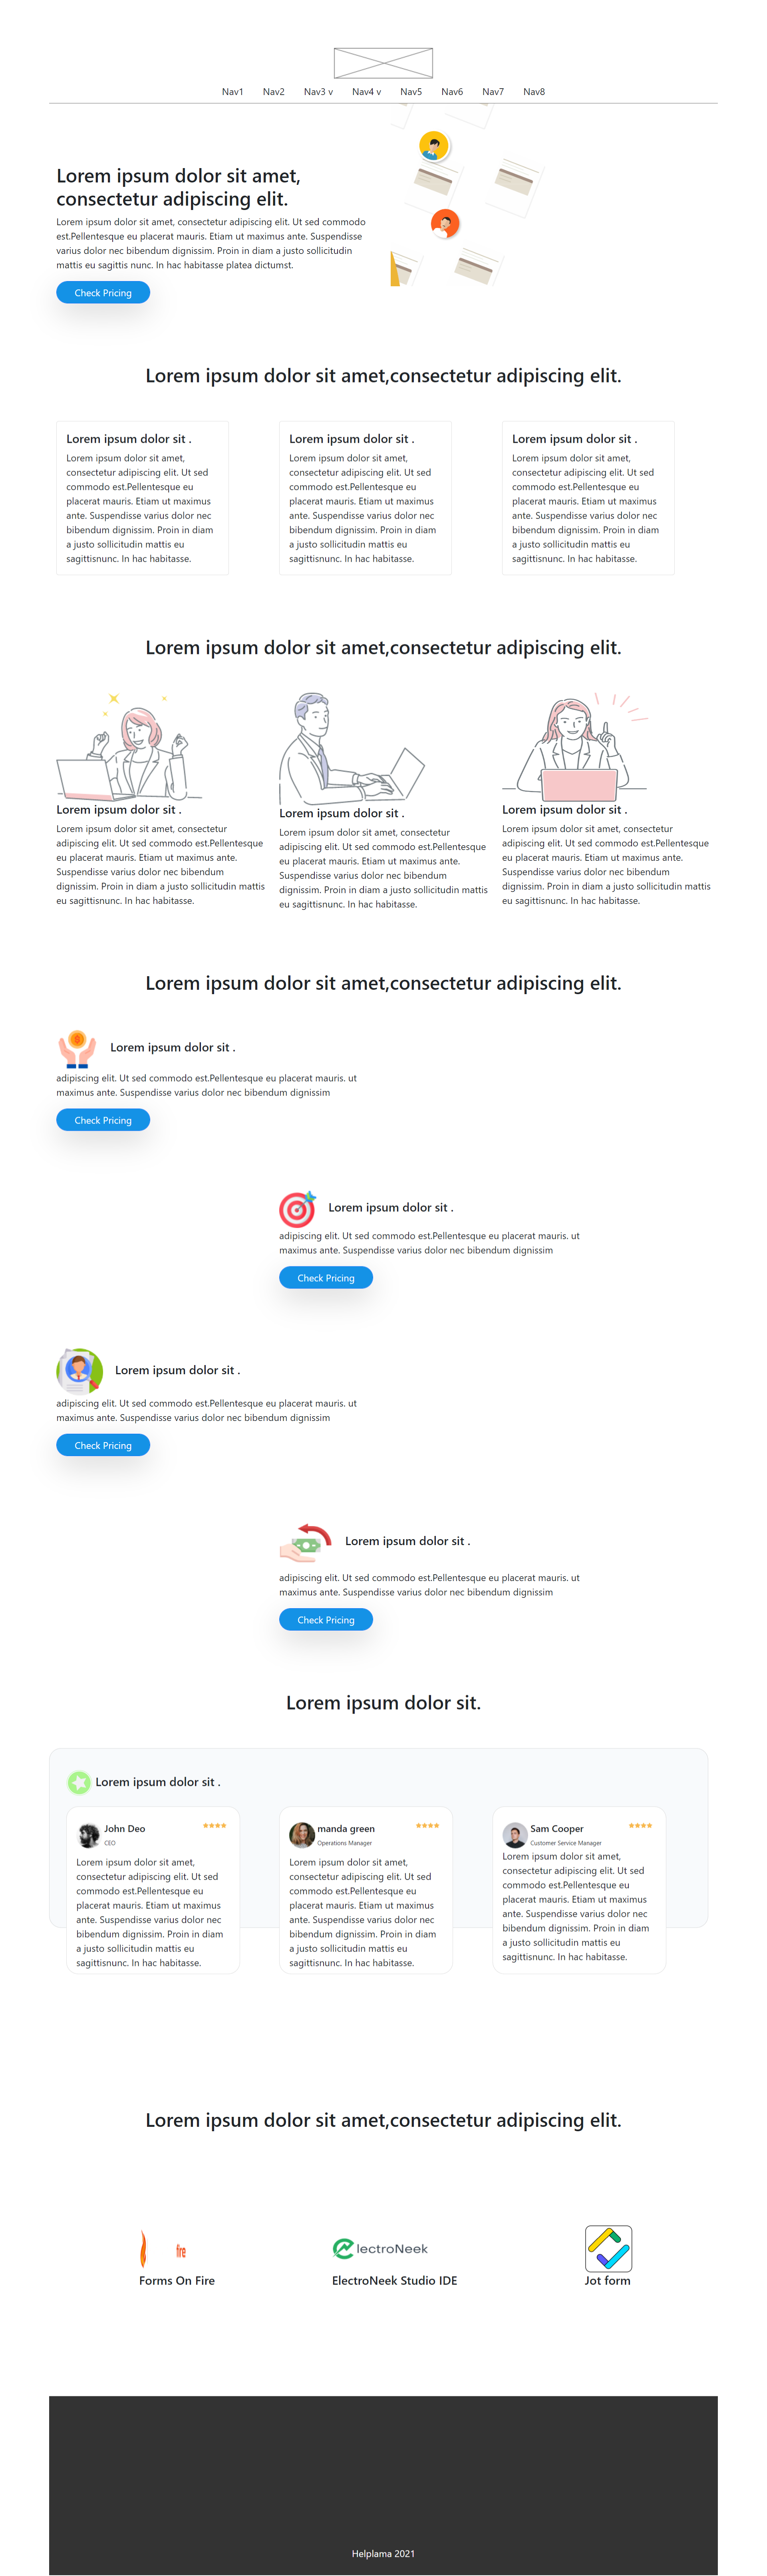 Nav1 Nav2 Nav3 v Nav4 v Nav5 Nav6 Nav7 Nav8
Lorem ipsum dolor sit amet,
consectetur adipiscing elit.
Lorem ipsum dolor sit amet, consectetur adipiscing elit. Ut sed commodo
est.Pellentesque eu placerat mauris. Etiam ut maximus ante. Suspendisse
varius dolor nec bibendum dignissim. Proin in diam a justo sollicitudin
mattis eu sagittis nunc. In hac habitasse platea dictumst.
Check Pricing
Lorem ipsum dolor sit amet,consectetur adipiscing elit.
Lorem ipsum dolor sit .
Lorem ipsum dolor sit amet,
consectetur adipiscing elit. Ut sed
commodo est.Pellentesque eu
placerat mauris. Etiam ut maximus
ante. Suspendisse varius dolor nec
bibendum dignissim. Proin in diam
a justo sollicitudin mattis eu
sagittisnunc. In hac habitasse.
Lorem ipsum dolor sit .
Lorem ipsum dolor sit amet,
consectetur adipiscing elit. Ut sed
commodo est.Pellentesque eu
placerat mauris. Etiam ut maximus
ante. Suspendisse varius dolor nec
bibendum dignissim. Proin in diam
a justo sollicitudin mattis eu
sagittisnunc. In hac habitasse.
Lorem ipsum dolor sit .
Lorem ipsum dolor sit amet,
consectetur adipiscing elit. Ut sed
commodo est.Pellentesque eu
placerat mauris. Etiam ut maximus
ante. Suspendisse varius dolor nec
bibendum dignissim. Proin in diam
a justo sollicitudin mattis eu
sagittisnunc. In hac habitasse.
Lorem ipsum dolor sit amet,consectetur adipiscing elit.
Lorem ipsum dolor sit .
Lorem ipsum dolor sit amet, consectetur
adipiscing elit. Ut sed commodo est.Pellentesque
eu placerat mauris. Etiam ut maximus ante.
Suspendisse varius dolor nec bibendum
dignissim. Proin in diam a justo sollicitudin mattis
eu sagittisnunc. In hac habitasse.
Lorem ipsum dolor sit .
Lorem ipsum dolor sit amet, consectetur
adipiscing elit. Ut sed commodo est.Pellentesque
eu placerat mauris. Etiam ut maximus ante.
Suspendisse varius dolor nec bibendum
dignissim. Proin in diam a justo sollicitudin mattis
eu sagittisnunc. In hac habitasse.
Lorem ipsum dolor sit .
Lorem ipsum dolor sit amet, consectetur
adipiscing elit. Ut sed commodo est.Pellentesque
eu placerat mauris. Etiam ut maximus ante.
Suspendisse varius dolor nec bibendum
dignissim. Proin in diam a justo sollicitudin mattis
eu sagittisnunc. In hac habitasse.
Lorem ipsum dolor sit amet,consectetur adipiscing elit.
Lorem ipsum dolor sit .
adipiscing elit. Ut sed commodo est.Pellentesque eu placerat mauris. ut
maximus ante. Suspendisse varius dolor nec bibendum dignissim
Check Pricing
Lorem ipsum dolor sit .
adipiscing elit. Ut sed commodo est.Pellentesque eu placerat mauris. ut
maximus ante. Suspendisse varius dolor nec bibendum dignissim
Check Pricing
Lorem ipsum dolor sit .
adipiscing elit. Ut sed commodo est.Pellentesque eu placerat mauris. ut
maximus ante. Suspendisse varius dolor nec bibendum dignissim
Check Pricing
Lorem ipsum dolor sit .
adipiscing elit. Ut sed commodo est.Pellentesque eu placerat mauris. ut
maximus ante. Suspendisse varius dolor nec bibendum dignissim
Check Pricing
Lorem ipsum dolor sit.
Lorem ipsum dolor sit .
John Deo
CEO
Lorem ipsum dolor sit amet,
consectetur adipiscing elit. Ut sed
commodo est.Pellentesque eu
placerat mauris. Etiam ut maximus
ante. Suspendisse varius dolor nec
bibendum dignissim. Proin in diam
a justo sollicitudin mattis eu
sagittisnunc. In hac habitasse.
manda green
Operations Manager
Lorem ipsum dolor sit amet,
consectetur adipiscing elit. Ut sed
commodo est.Pellentesque eu
placerat mauris. Etiam ut maximus
ante. Suspendisse varius dolor nec
bibendum dignissim. Proin in diam
a justo sollicitudin mattis eu
sagittisnunc. In hac habitasse.
Sam Cooper
Customer Service Manager
Lorem ipsum dolor sit amet,
consectetur adipiscing elit. Ut sed
commodo est.Pellentesque eu
placerat mauris. Etiam ut maximus
ante. Suspendisse varius dolor nec
bibendum dignissim. Proin in diam
a justo sollicitudin mattis eu
sagittisnunc. In hac habitasse.
Lorem ipsum dolor sit amet,consectetur adipiscing elit.
fire
Forms On Fire
lectroNeek
ElectroNeek Studio IDE
Jot form
Helplama 2021